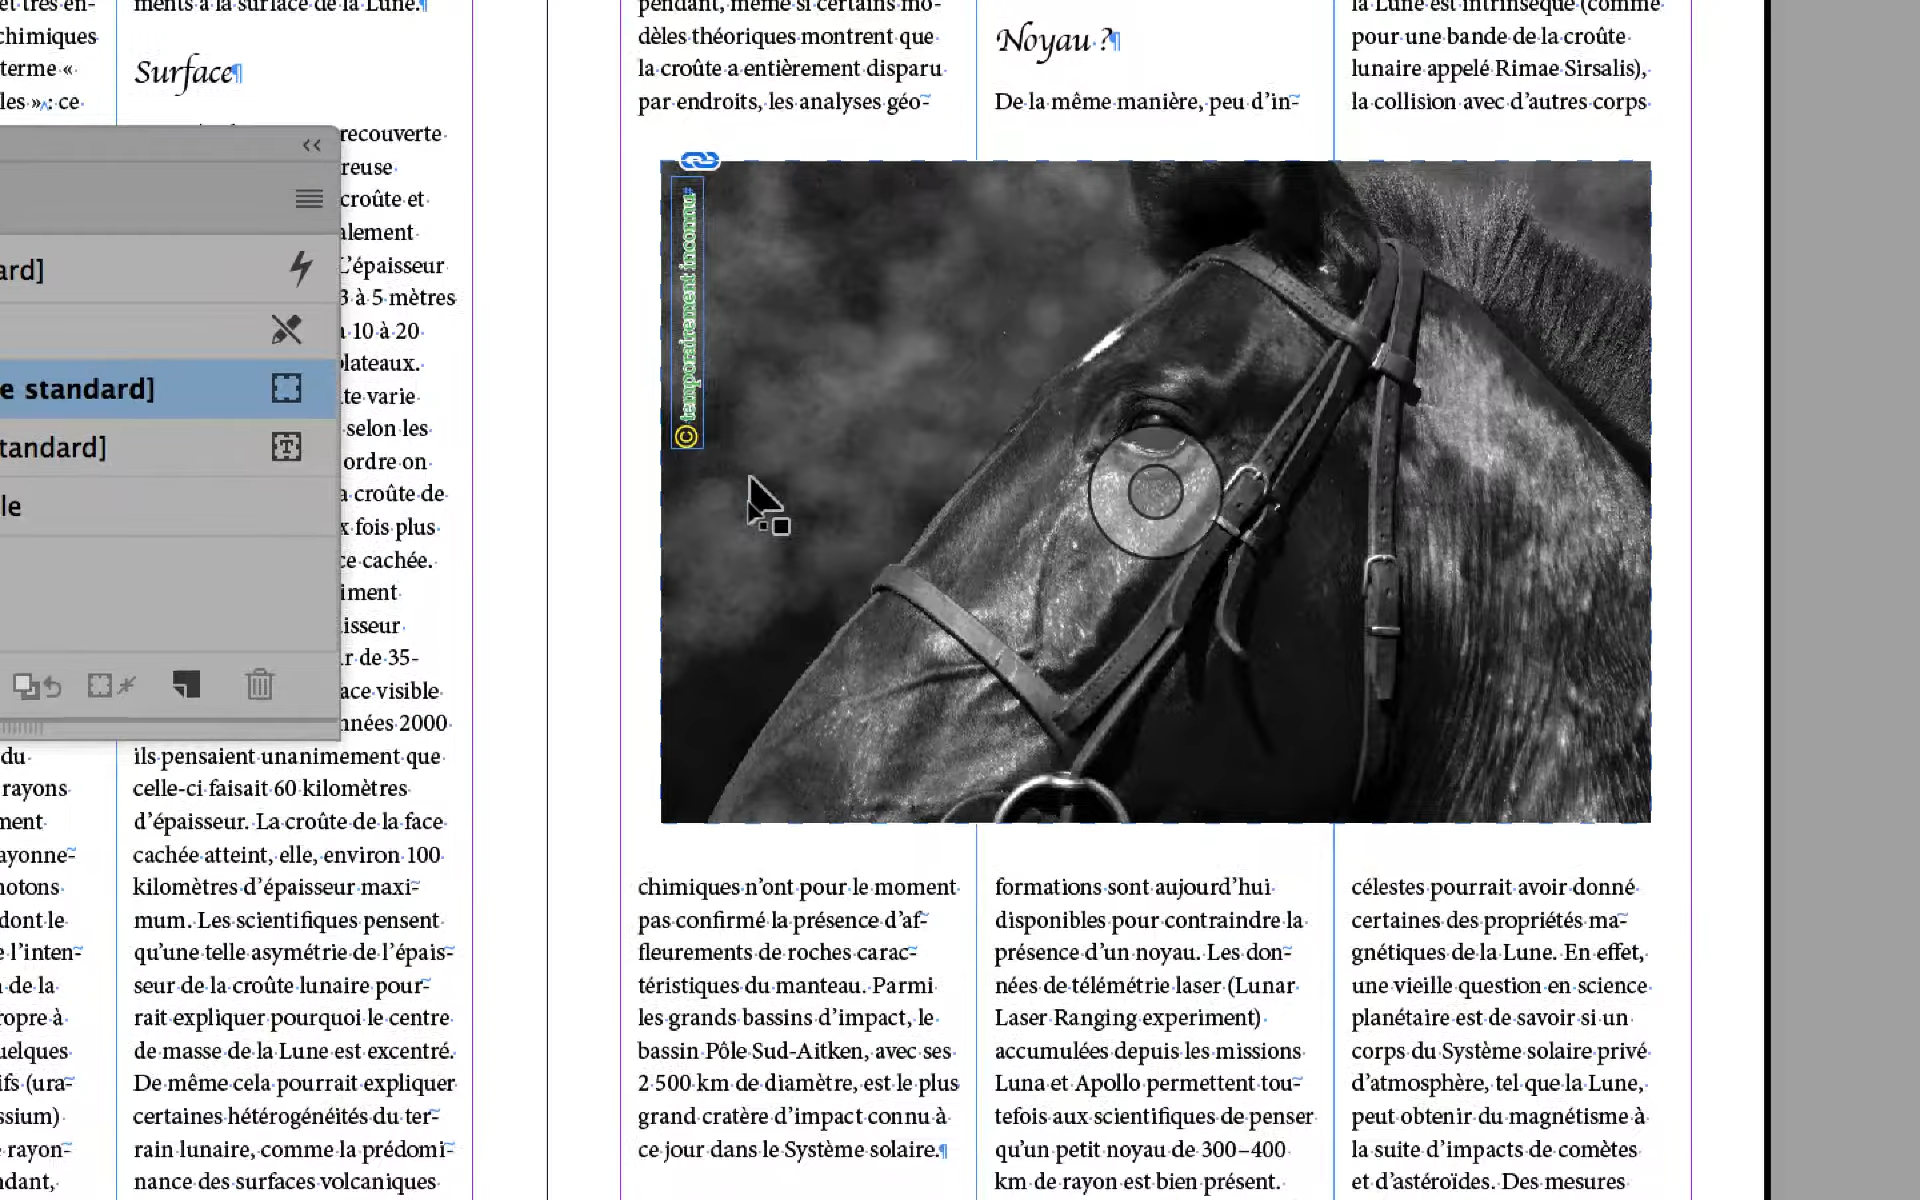 et très en-
chimiques
terme «
les » : ce
du
rayons
ment
ayonne-
notons
dont le
e l'inten-
de la
ropre à
uelques
ifs (ura-
ssium)
rayon-
ndant,
ments à la surface de la Lune.
Surface
recouverte
reuse
croûte et
alement
L'épaisseur
3 à 5 mètres
10 à 20
plateaux.
te varie
selon les
ordre on
a croûte de
x fois plus
ce cachée.
iment
isseur
r de 35-
ace visible
nnées 2000
ils pensaient unanimement que
celle-ci faisait 60 kilomètres
d'épaisseur. La croûte de la face
cachée atteint, elle, environ 100
kilomètres d'épaisseur maxi-
mum. Les scientifiques pensent
qu'une telle asymétrie de l'épais-
seur de la croûte lunaire pour-
rait expliquer pourquoi le centre
de masse de la Lune est excentré.
De même cela pourrait expliquer
certaines hétérogénéités du ter-
rain lunaire, comme la prédomi-
nance des surfaces volcaniques
ard]
e standard]
tandard]
le
pendant, même si certains mo-
dèles théoriques montrent que
la croûte a entièrement disparu
par endroits, les analyses géo-
© temporairement inconnu
chimiques n'ont pour le moment
pas confirmé la présence d'af-
fleurements de roches carac-
téristiques du manteau. Parmi
les grands bassins d'impact, le
bassin Pôle Sud-Aitken, avec ses
2 500 km de diamètre, est le plus
grand cratère d'impact connu à
ce jour dans le Système solaire.
Noyau ?
De la même manière, peu d'in-
formations sont aujourd'hui
disponibles pour contraindre la
présence d'un noyau. Les don-
nées de télémétrie laser (Lunar
Laser Ranging experiment)
accumulées depuis les missions
Luna et Apollo permettent tou-
tefois aux scientifiques de penser
qu'un petit noyau de 300–400
km de rayon est bien présent.
la Lune est intrinsèque (comme
pour une bande de la croûte
lunaire appelé Rimae Sirsalis),
la collision avec d'autres corps
célestes pourrait avoir donné
certaines des propriétés ma-
gnétiques de la Lune. En effet,
une vieille question en science
planétaire est de savoir si un
corps du Système solaire privé
d'atmosphère, tel que la Lune,
peut obtenir du magnétisme à
la suite d'impacts de comètes
et d'astéroïdes. Des mesures